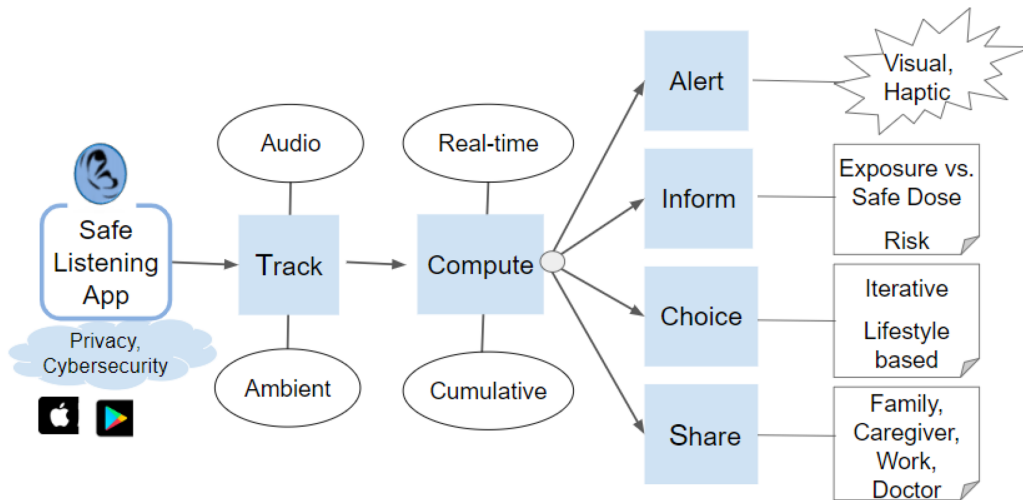 Safe
Listening
App
Privacy,
Cybersecurity
Audio
Track
Ambient
Real-time
Compute
Cumulative
Alert
Visual,
Haptic
Inform
Exposure vs.
Safe Dose
Risk
Choice
Iterative
Lifestyle
based
Share
Family,
Caregiver,
Work,
Doctor